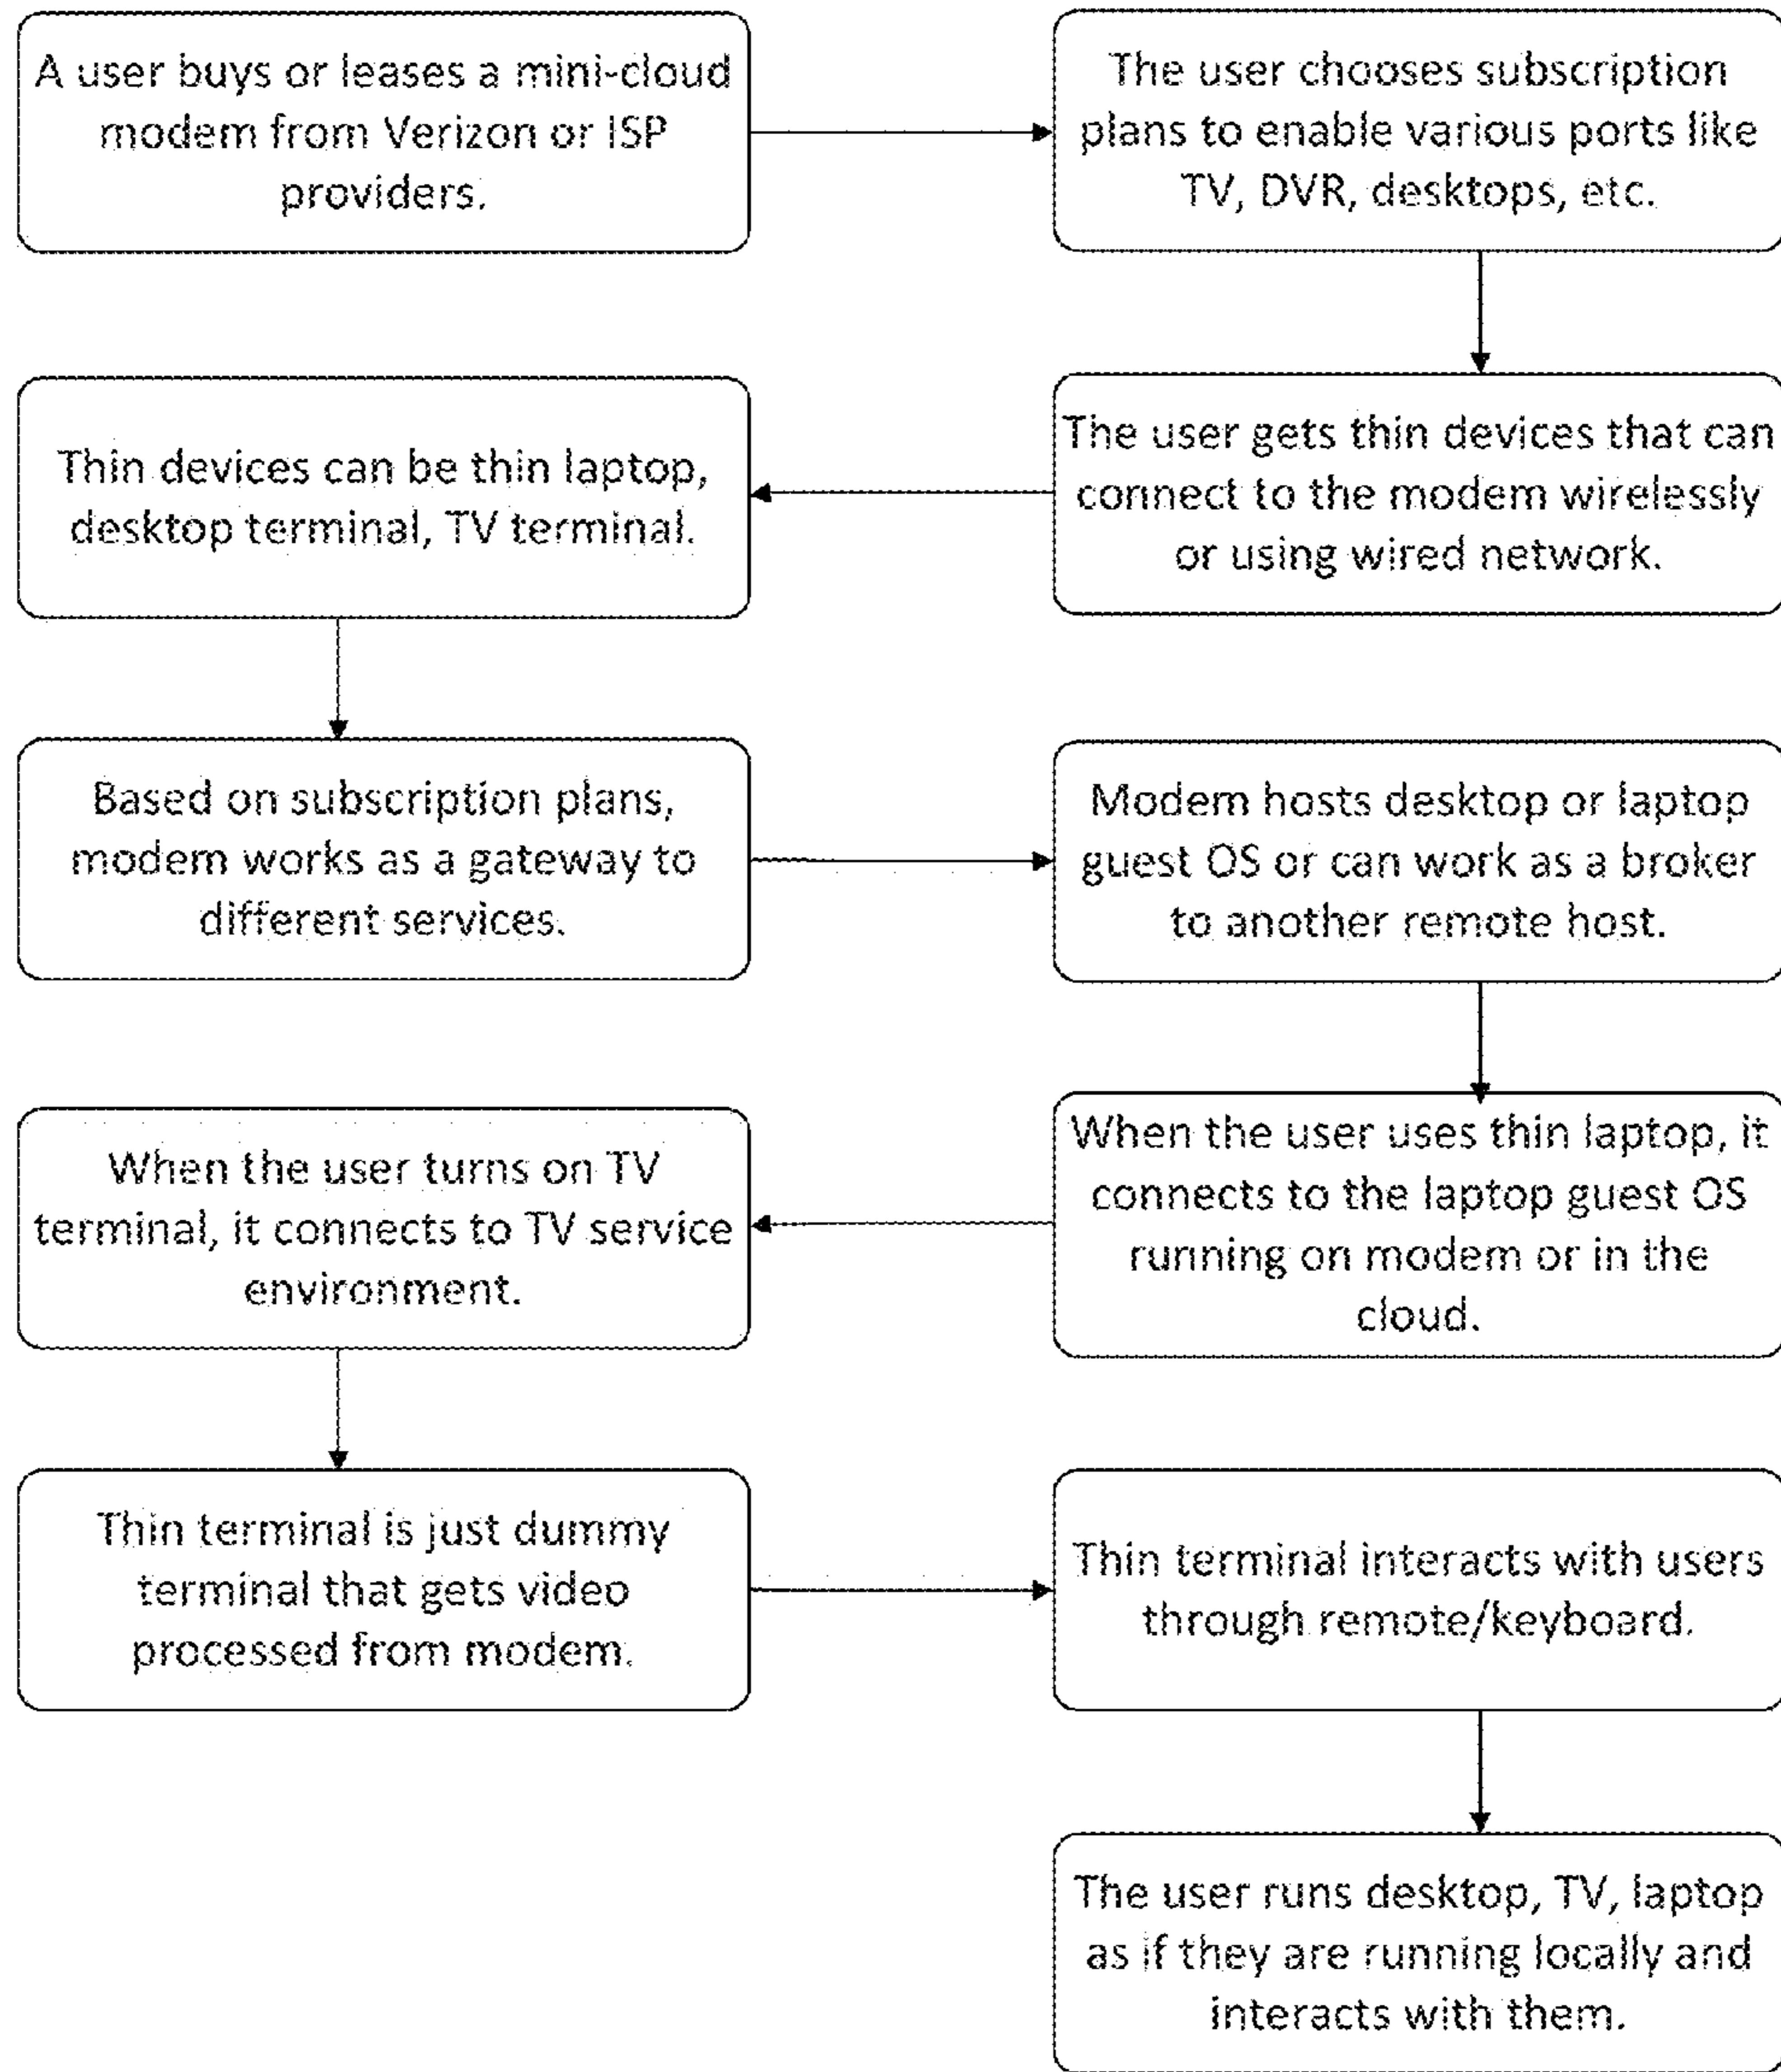 A user buys or leases a mini-cloud
modem from Verizon or ISP
providers.
The user chooses subscription
plans to enable various ports like
TV, DVR, desktops, etc.
The user gets thin devices that can
connect to the modem wirelessly
or using wired network.
Thin devices can be thin laptop,
desktop terminal, TV terminal.
Based on subscription plans,
modem works as a gateway to
different services.
Modem hosts desktop or laptop
guest OS or can work as a broker
to another remote host.
When the user uses thin laptop, it
connects to the laptop guest OS
running on modem or in the
cloud.
When the user turns on TV
terminal, it connects to TV service
environment.
Thin terminal is just dummy
terminal that gets video
processed from modem.
Thin terminal interacts with users
through remote/keyboard.
The user runs desktop, TV, laptop
as if they are running locally and
interacts with them.